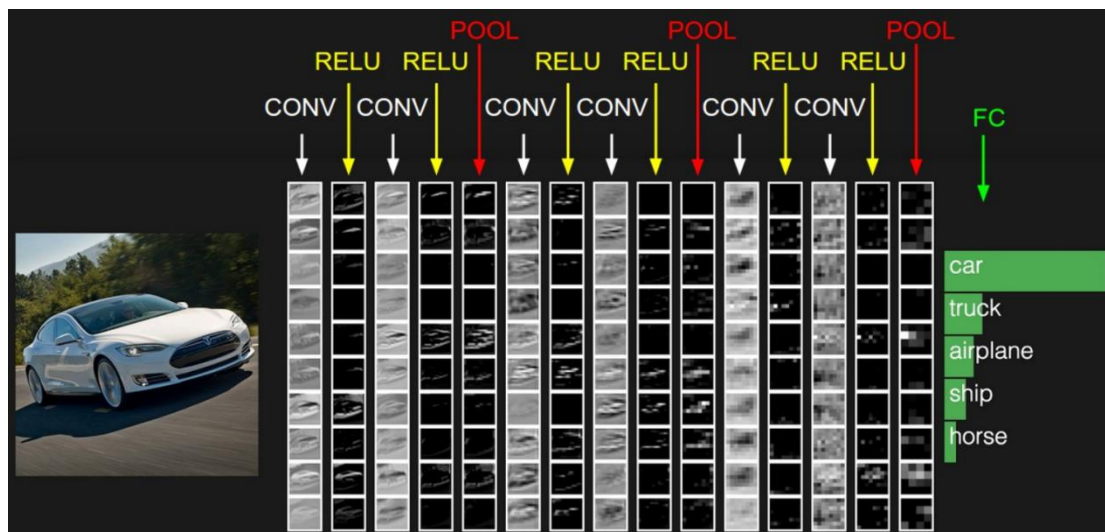 POOL POOL POOL
RELU RELU RELU RELU RELU RELU
CONV CONV CONV CONV CONV CONV
FC
car
truck
airplane
ship
horse